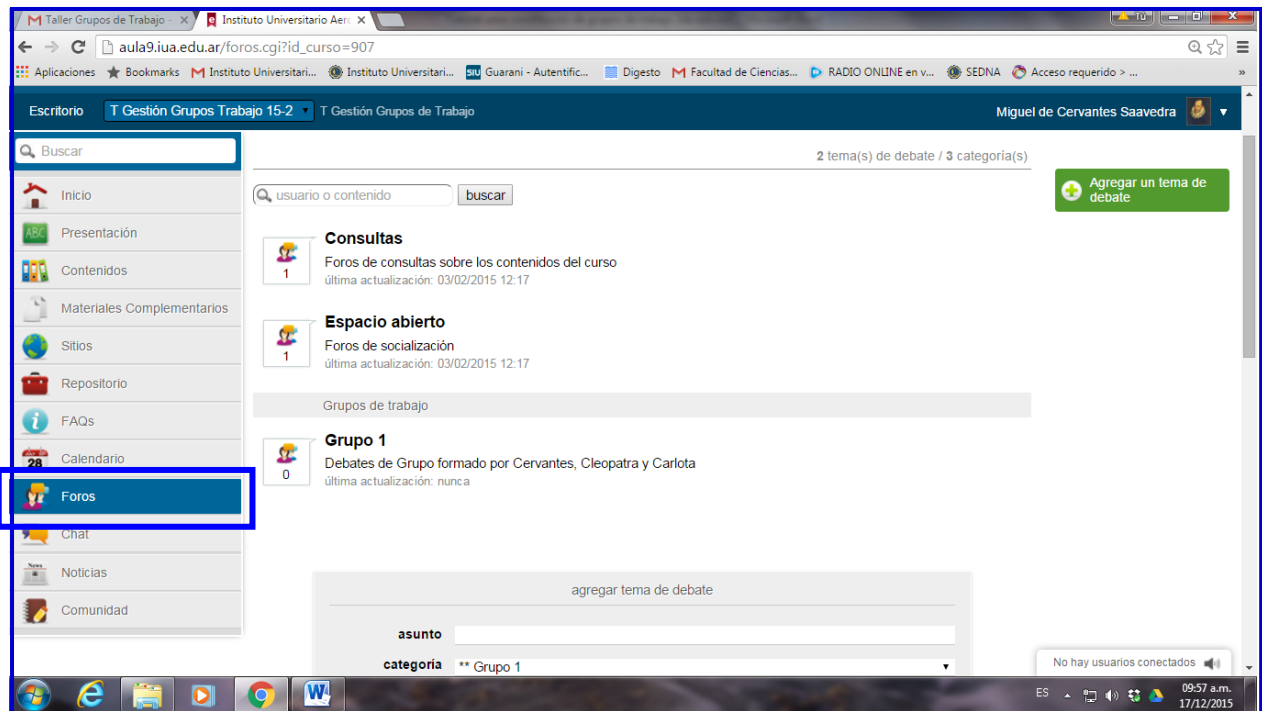 Taller Grupos de Trabajo -
Instituto Universitario Aero
Tú
aula9.iua.edu.ar/foros.cgi?id_curso=907
Aplicaciones
Bookmarks
Instituto Universitari...
Instituto Universitari...
SIU Guarani - Autentific...
Digesto
Facultad de Ciencias...
RADIO ONLINE en v...
SEDNA
Acceso requerido > ...
»
Escritorio
T Gestión Grupos Trabajo 15-2
T Gestión Grupos de Trabajo
Miguel de Cervantes Saavedra
Buscar
Inicio
ABC
Presentación
Contenidos
Materiales Complementarios
Sitios
Repositorio
FAQs
28
Calendario
Foros
Chat
News
Noticias
Comunidad
2 tema(s) de debate / 3 categoría(s)
Agregar un tema de
debate
usuario o contenido
buscar
1
Consultas
Foros de consultas sobre los contenidos del curso
última actualización: 03/02/2015 12:17
1
Espacio abierto
Foros de socialización
última actualización: 03/02/2015 12:17
Grupos de trabajo
0
Grupo 1
Debates de Grupo formado por Cervantes, Cleopatra y Carlota
última actualización: nunca
agregar tema de debate
asunto
categoría
** Grupo 1
No hay usuarios conectados
ES
09:57 a.m.
17/12/2015